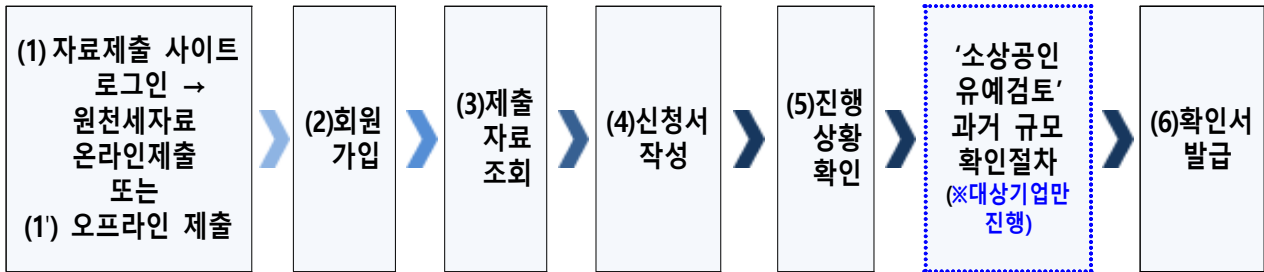 (1) 자료제출 사이트
로그인 →
원천세자료
온라인제출
또는
(1') 오프라인 제출
(2)회원
가입
(3)제출
자료
조회
(4)신청서
작성
(5)진행
상황
확인
‘소상공인
유예검토’
과거 규모
확인절차
(※대상기업만
진행)
(6)확인서
발급